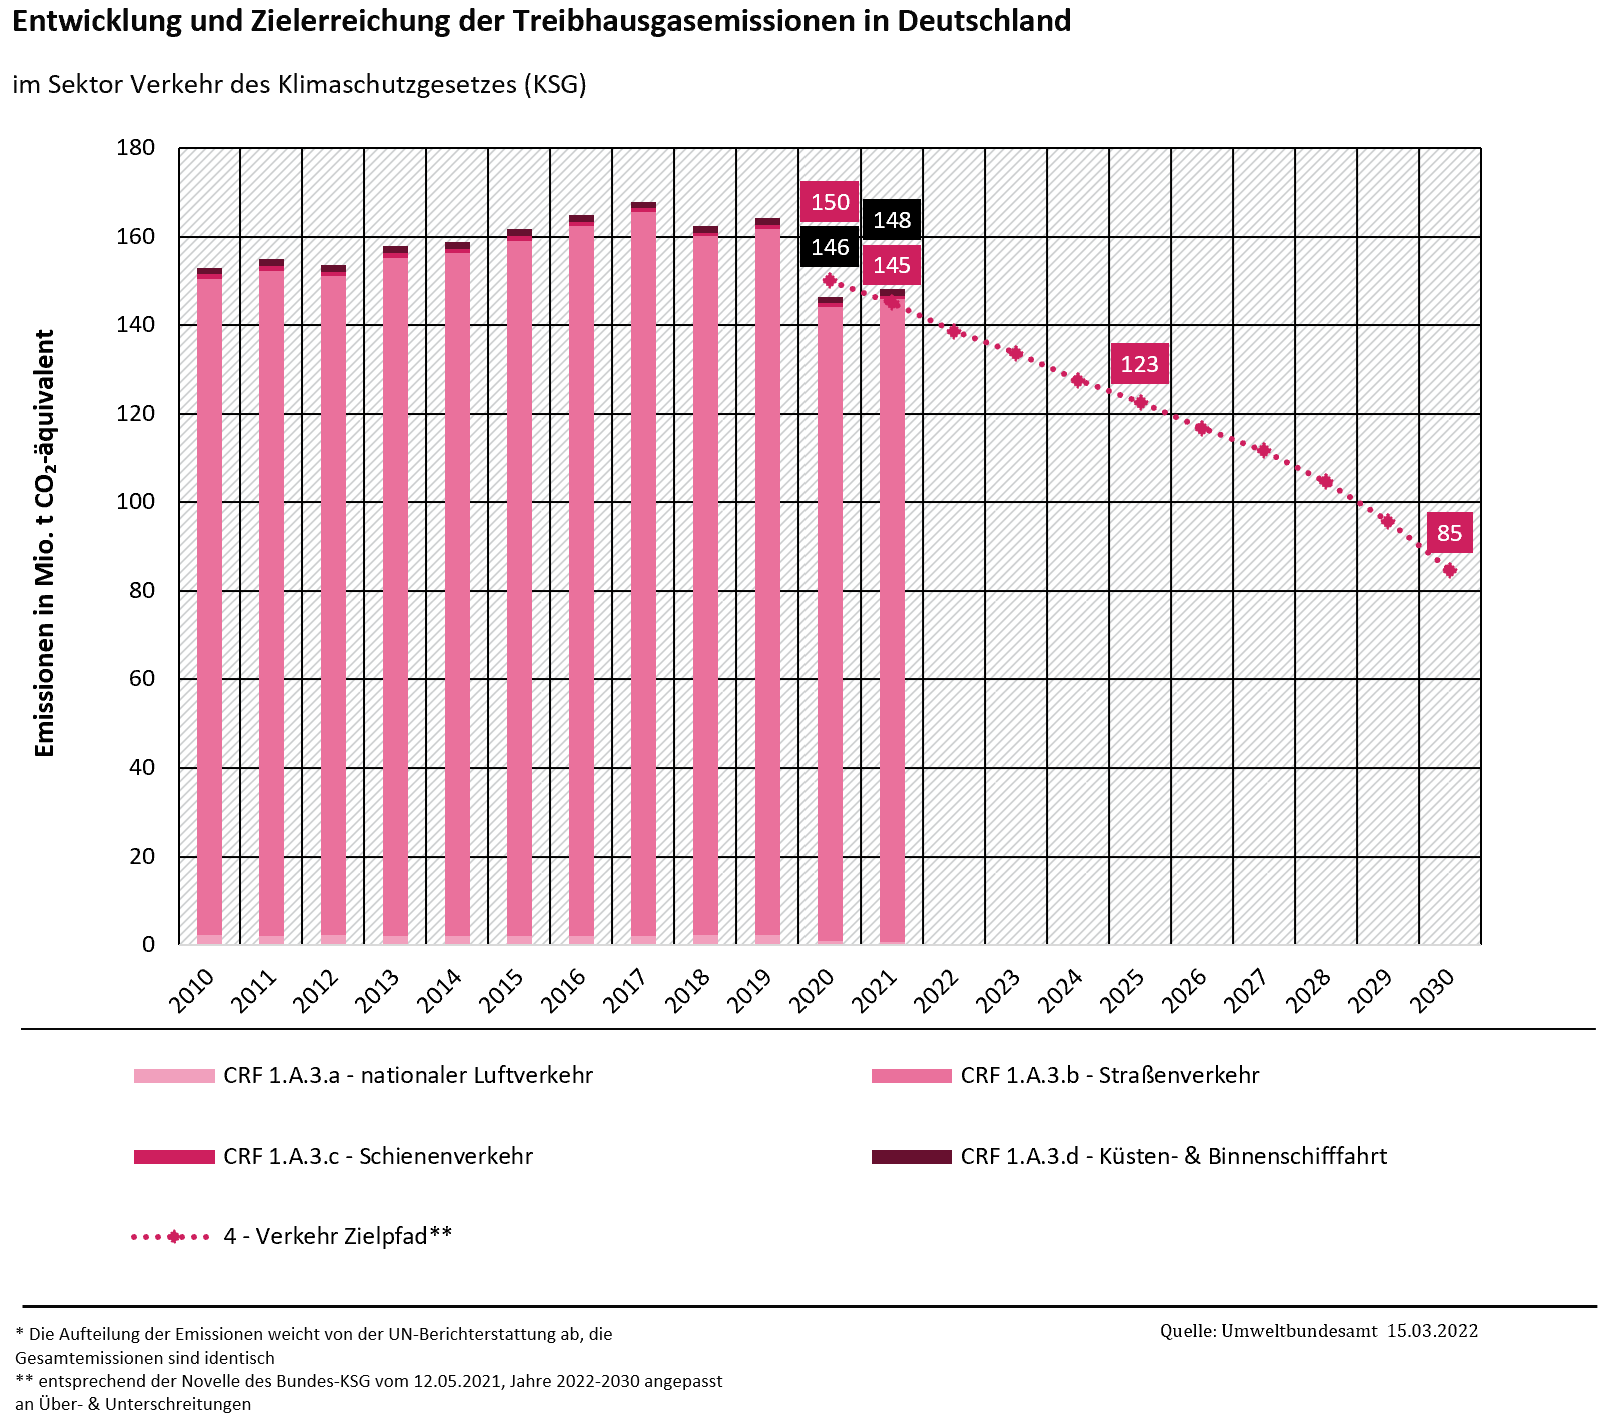 Entwicklung und Zielerreichung der Treibhausgasemissionen in Deutschland
im Sektor Verkehr des Klimaschutzgesetzes (KSG)
Emissionen in Mio. t CO₂-äquivalent
180
160
140
120
100
80
60
40
20
0
150
146
148
145
123
85
2010
2011
2012
2013
2014
2015
2016
2017
2018
2019
2020
2021
2022
2023
2024
2025
2026
2027
2028
2029
2030
CRF 1.A.3.a - nationaler Luftverkehr
CRF 1.A.3.b - Straßenverkehr
CRF 1.A.3.c - Schienenverkehr
CRF 1.A.3.d - Küsten- & Binnenschifffahrt
4 - Verkehr Zielpfad**
* Die Aufteilung der Emissionen weicht von der UN-Berichterstattung ab, die
Gesamtemissionen sind identisch
** entsprechend der Novelle des Bundes-KSG vom 12.05.2021, Jahre 2022-2030 angepasst
an Über- & Unterschreitungen
Quelle: Umweltbundesamt 15.03.2022